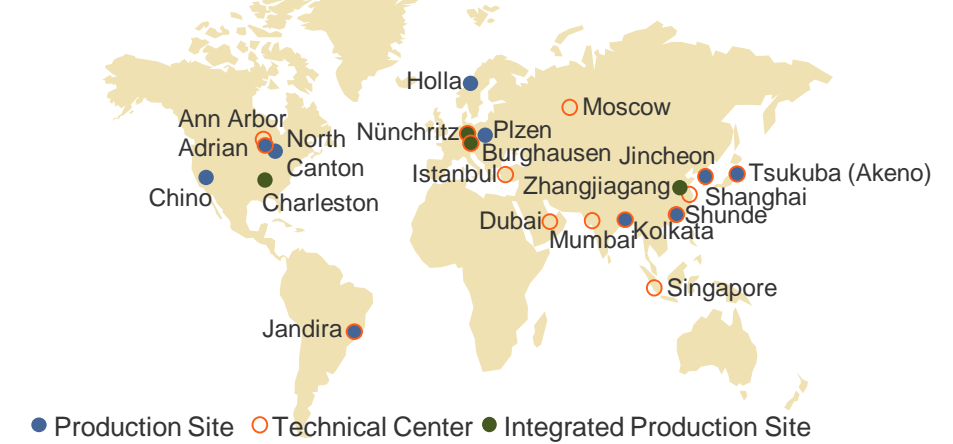 Holla
Moscow
Ann Arbor
Nünchritz
Plzen
North
Canton
Adrian
Burghausen
Jincheon
Istanbul
Tsukuba (Akeno)
Zhangjiagang
Chino
Shanghai
Charleston
Shunde
Dubai
Kolkata
Mumbai
Singapore
Jandira
Production Site
Technical Center
Integrated Production Site